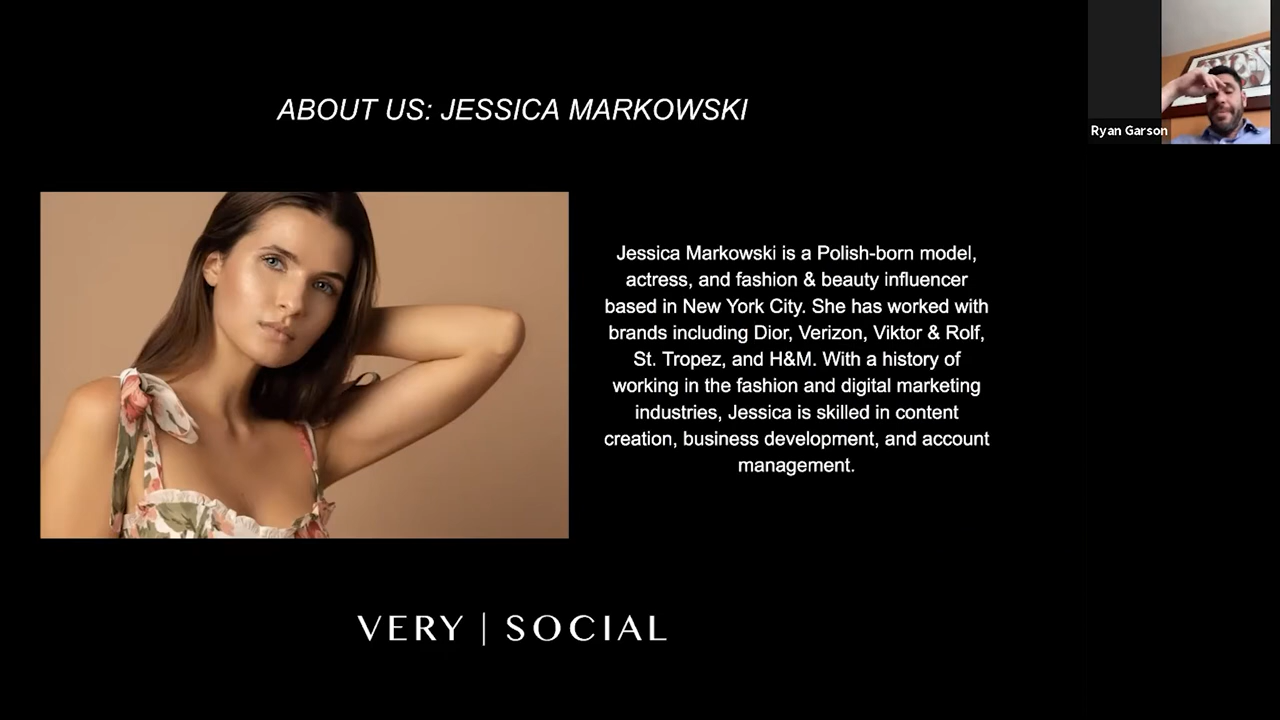 ABOUT US: JESSICA MARKOWSKI
Ryan Garson
Jessica Markowski is a Polish-born model,
actress, and fashion & beauty influencer
based in New York City. She has worked with
brands including Dior, Verizon, Viktor & Rolf,
St. Tropez, and H&M. With a history of
working in the fashion and digital marketing
industries, Jessica is skilled in content
creation, business development, and account
management.
VERY | SOCIAL